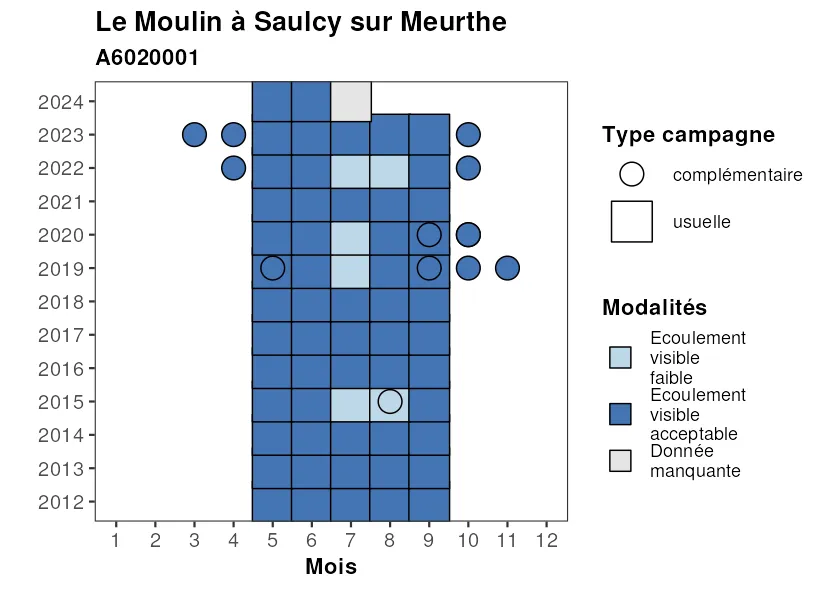 Le Moulin à Saulcy sur Meurthe
A6020001
2024
2023
2022
2021
2020
2019
2018
2017
2016
2015
2014
2013
2012
1 2 3 4 5 6 7 8 9 10 11 12
Mois
Type campagne
complémentaire
usuelle
Modalités
Ecoulement
visible
faible
Ecoulement
visible
acceptable
Donnée
manquante